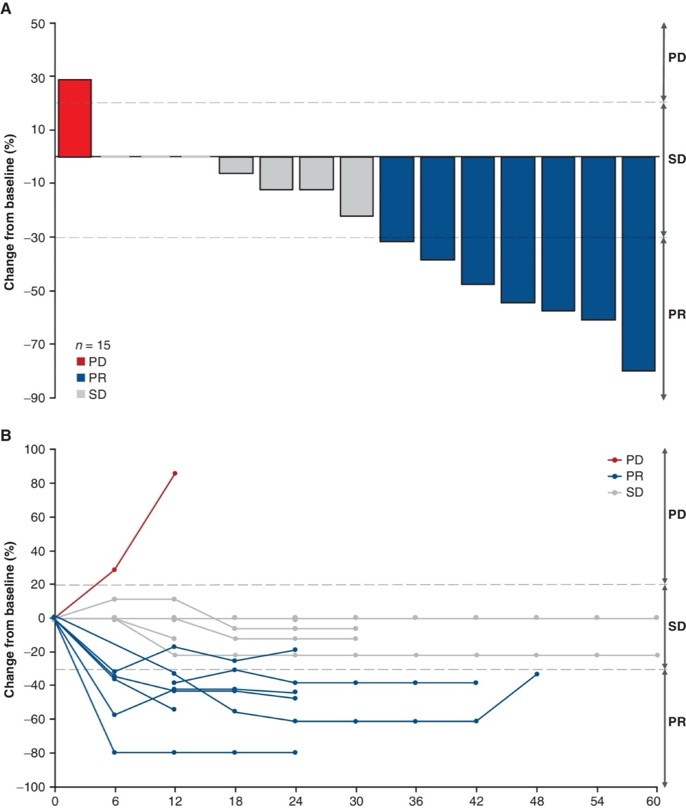 A
50
30
10
–10
–30
–50
–70
–90
Change from baseline (%)
n = 15
PD
PR
SD
PD
SD
PR
B
100
80
60
40
20
0
–20
–40
–60
–80
–100
Change from baseline (%)
PD
PR
SD
PD
SD
PR
0 6 12 18 24 30 36 42 48 54 60